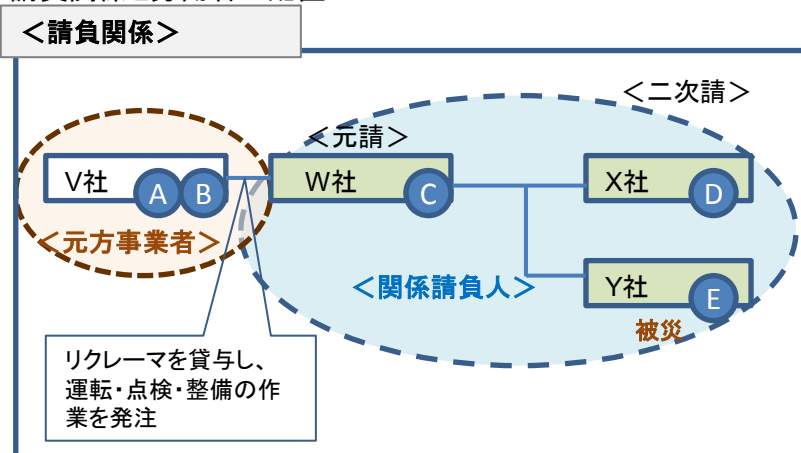 ＜請負関係＞
＜二次請＞
＜元請＞
V社
A
B
W社
C
X社
D
＜元方事業者＞
＜関係請負人＞
Y社
E
被災
リクレーマを貸与し、
運転・点検・整備の作
業を発注